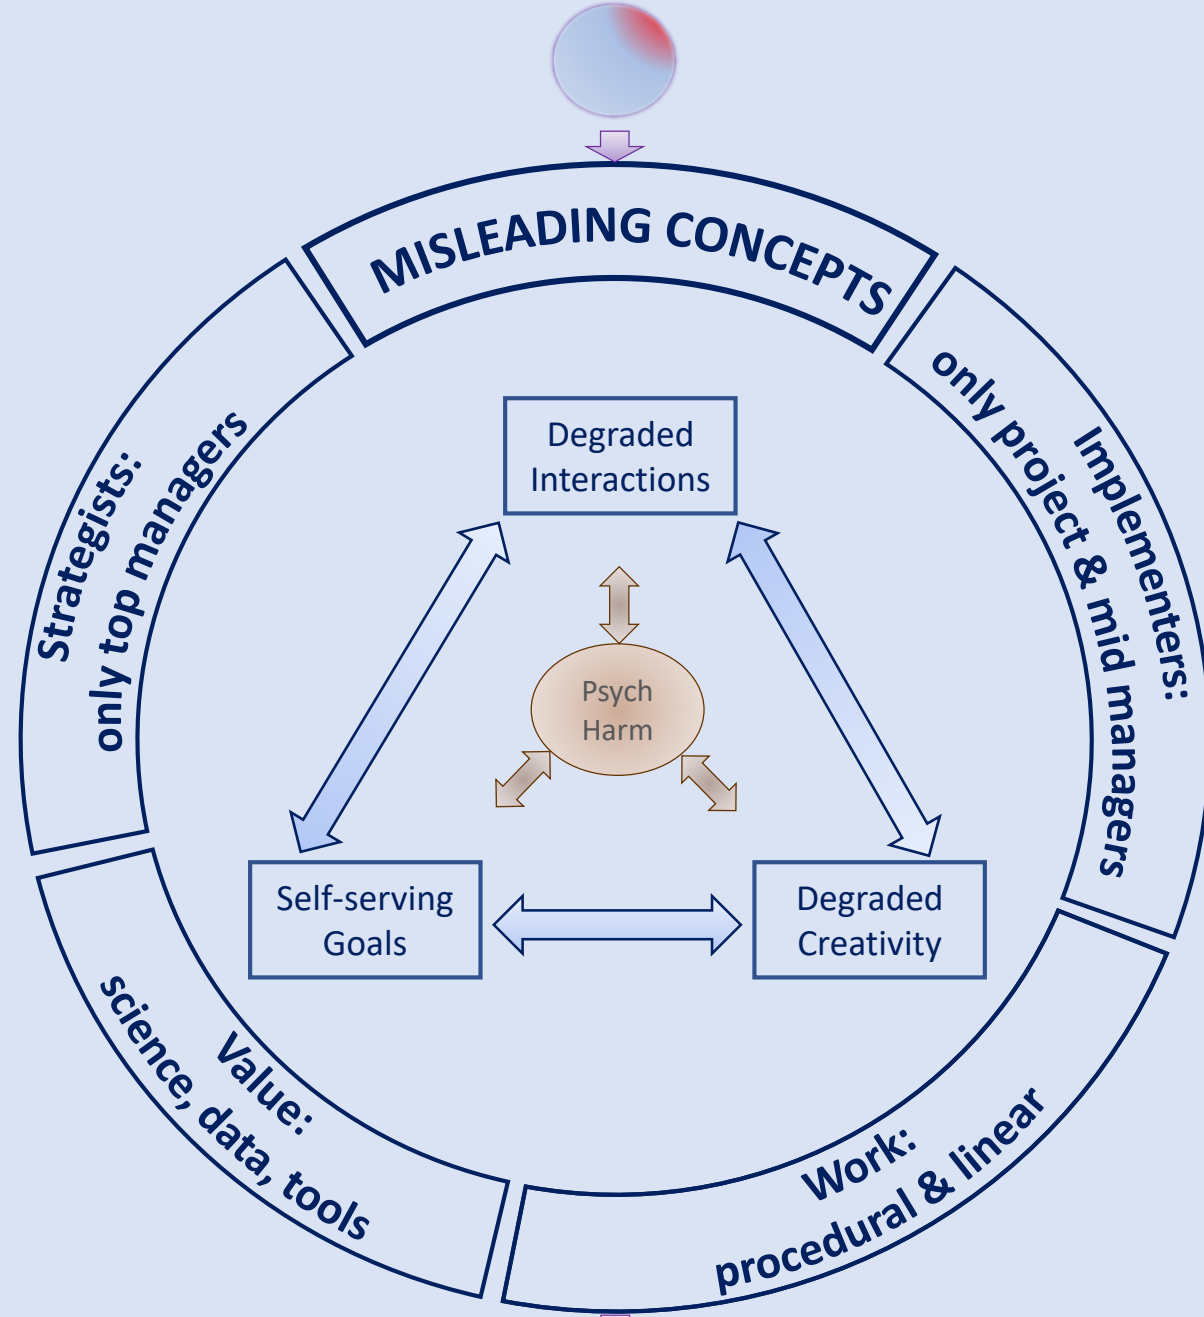 MISLEADING CONCEPTS
Strategists:
only top managers
Implementers:
only project & mid managers
Degraded
Interactions
Psych
Harm
Self-serving
Goals
Degraded
Creativity
Value:
science, data, tools
Work:
procedural & linear